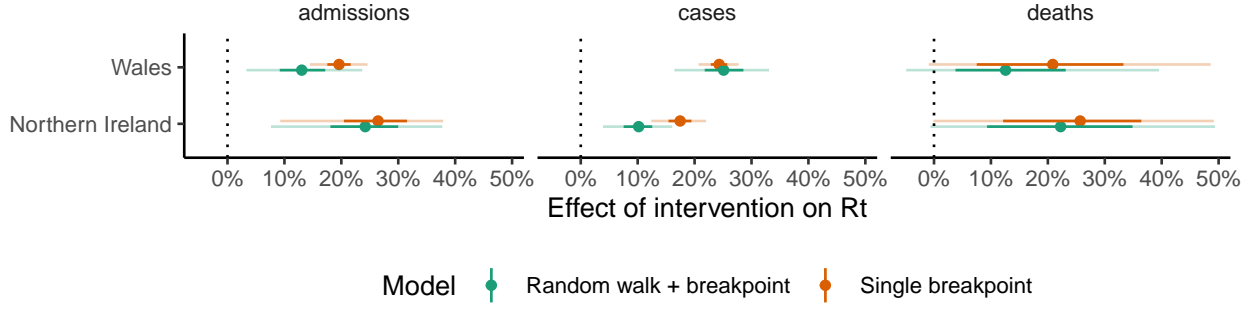 admissions cases deaths
Wales
Northern Ireland
0% 10% 20% 30% 40% 50% 0% 10% 20% 30% 40% 50% 0% 10% 20% 30% 40% 50%
Effect of intervention on Rt
Model Random walk + breakpoint Single breakpoint